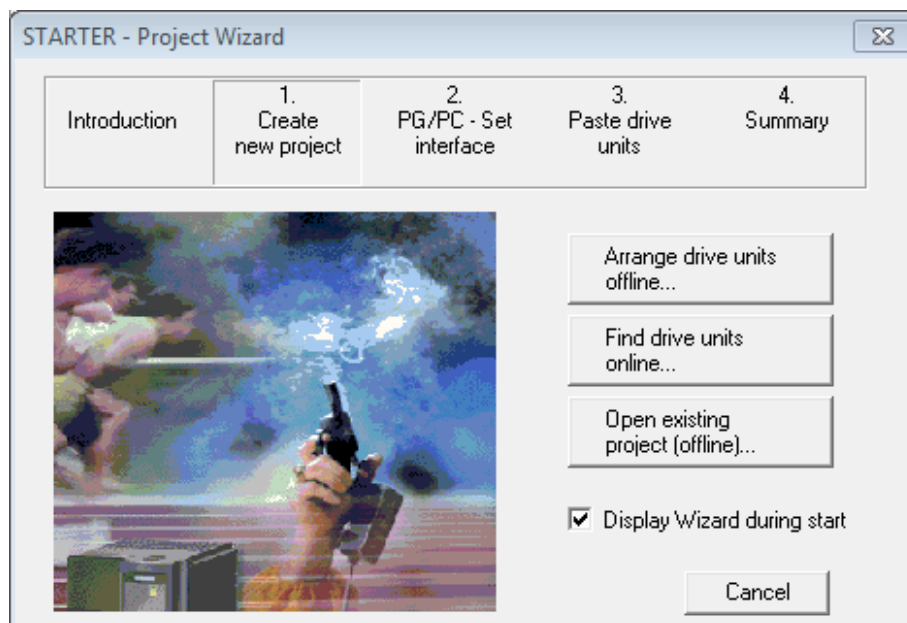 STARTER - Project Wizard
Introduction
1.
Create
new project
2.
PG/PC - Set
interface
3.
Paste drive
units
4.
Summary
Arrange drive units
offline...
Find drive units
online...
Open existing
project (offline)...
Display Wizard during start
Cancel